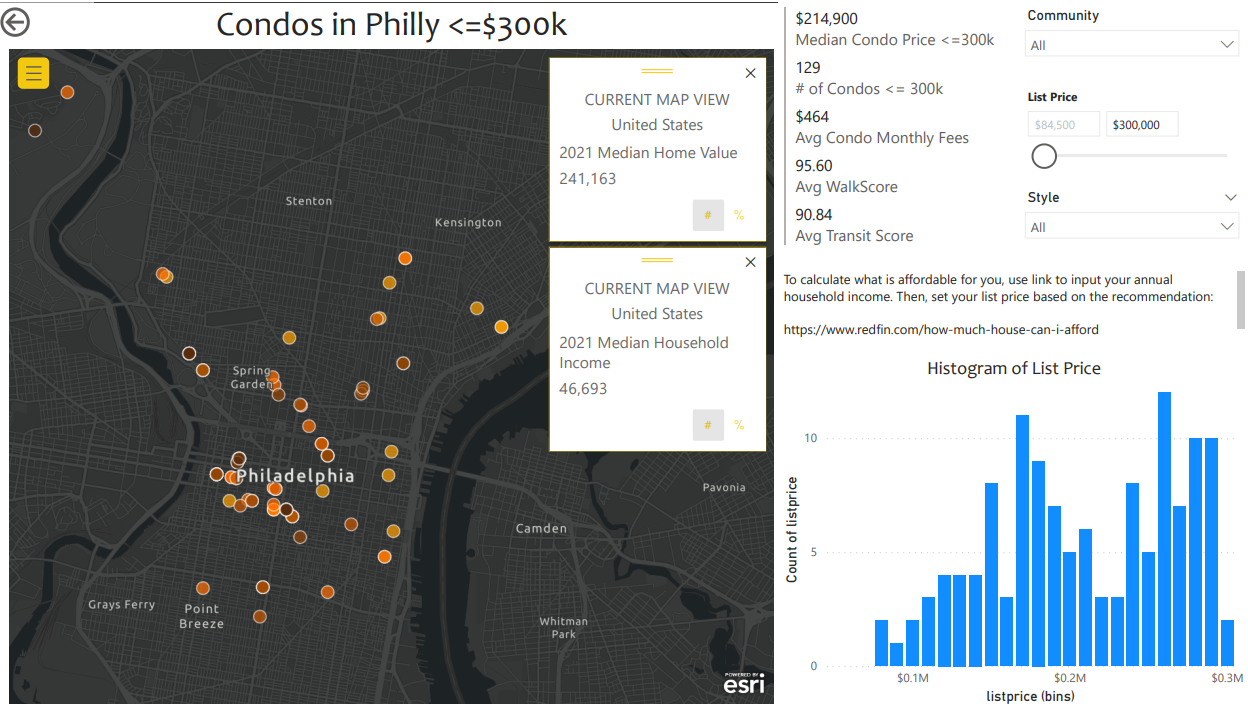 Condos in Philly <=$300k
Stenton
Kensington
Spring
Garden
Philadelphia
Pavonia
Camden
Grays Ferry
Point
Breeze
Whitman
Park
POWERED BY
esri
CURRENT MAP VIEW
United States
2021 Median Home Value
241,163
#
%
CURRENT MAP VIEW
United States
2021 Median Household
Income
46,693
#
%
$214,900
Median Condo Price <=300k
129
# of Condos <= 300k
$464
Avg Condo Monthly Fees
95.60
Avg WalkScore
90.84
Avg Transit Score
Community
All
List Price
$84,500
$300,000
Style
All
To calculate what is affordable for you, use link to input your annual
household income. Then, set your list price based on the recommendation:
https://www.redfin.com/how-much-house-can-i-afford
Histogram of List Price
Count of listprice
10
5
0
$0.1M
$0.2M
$0.3M
listprice (bins)